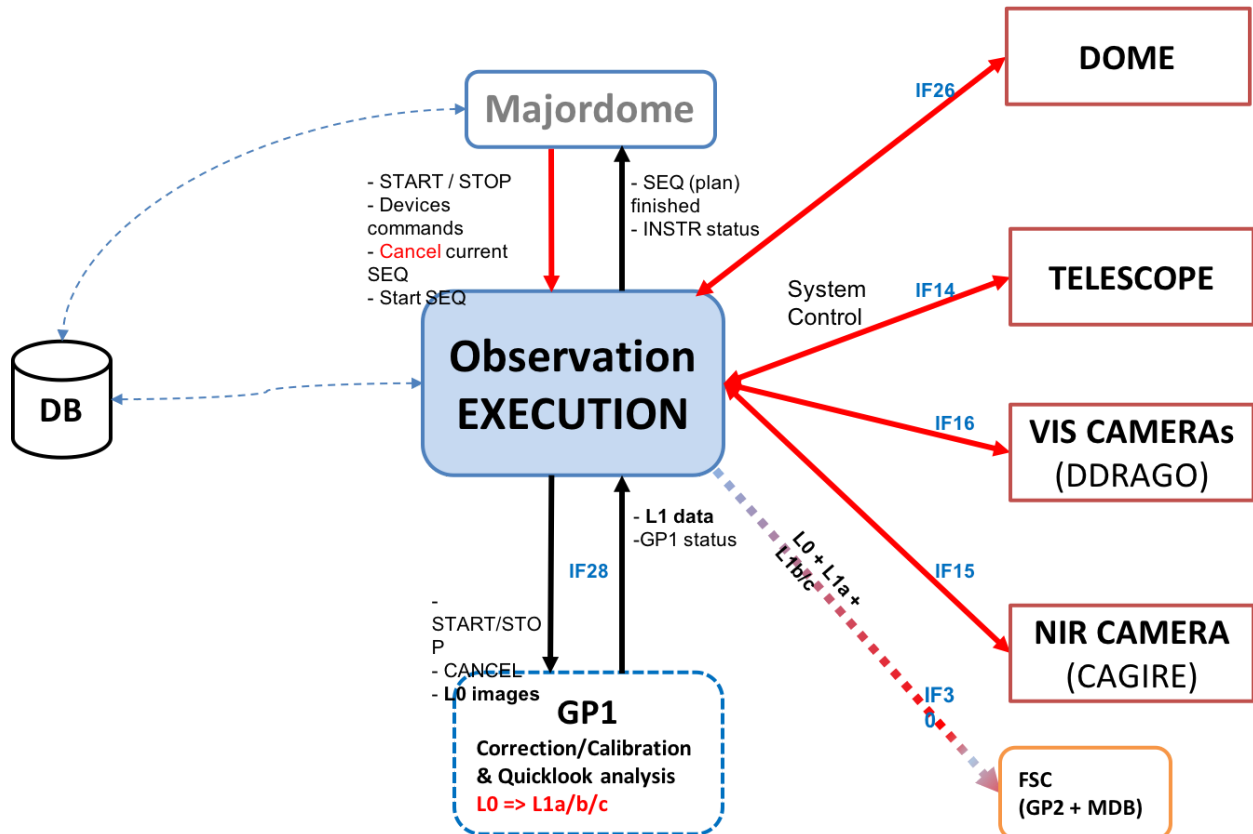 DOME
IF26
Majordome
- START / STOP
- Devices
commands
- Cancel current
SEQ
- Start SEQ
- SEQ (plan)
finished
- INSTR status
System
Control
IF14
TELESCOPE
Observation
EXECUTION
DB
IF16
VIS CAMERAs
(DDRAGO)
- L1 data
-GP1 status
IF28
L0 + L1a +
L1b/c
IF15
NIR CAMERA
(CAGIRE)
-
START/STO
P
- CANCEL
- L0 images
GP1
Correction/Calibration
& Quicklook analysis
L0 => L1a/b/c
IF3
0
FSC
(GP2 + MDB)